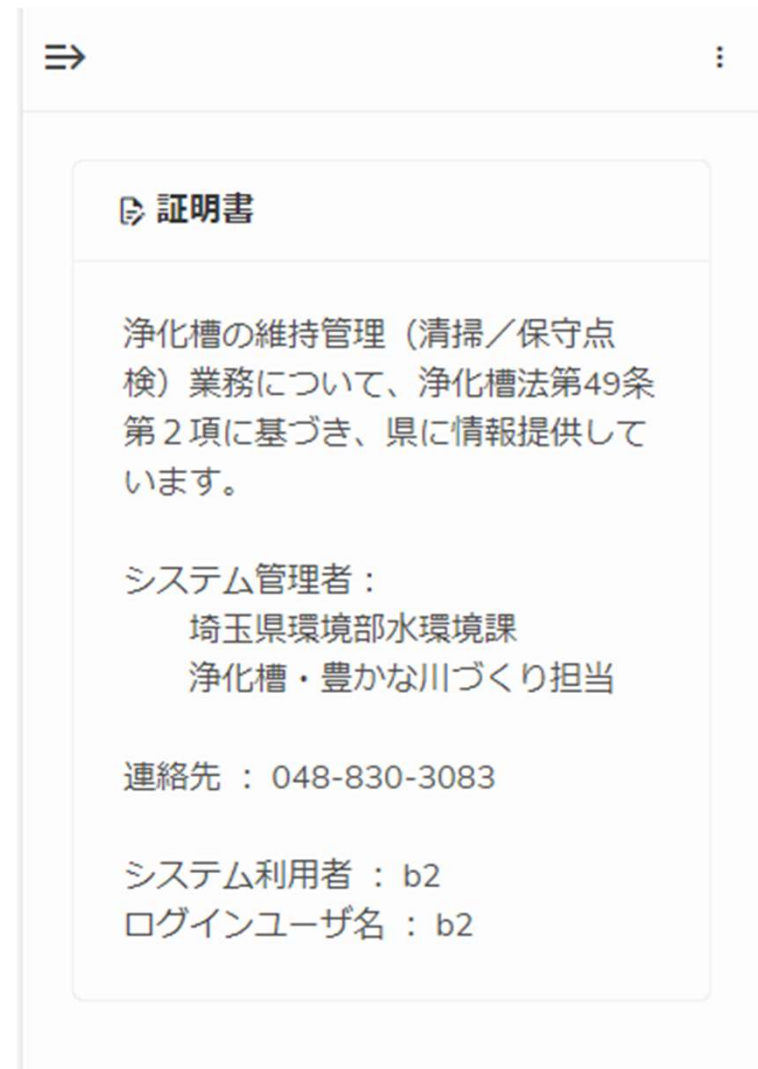 証明書
浄化槽の維持管理（清掃／保守点
検）業務について、浄化槽法第49条
第２項に基づき、県に情報提供して
います。
システム管理者：
埼玉県環境部水環境課
浄化槽・豊かな川づくり担当
連絡先 ： 048-830-3083
システム利用者 ： b2
ログインユーザ名 ： b2